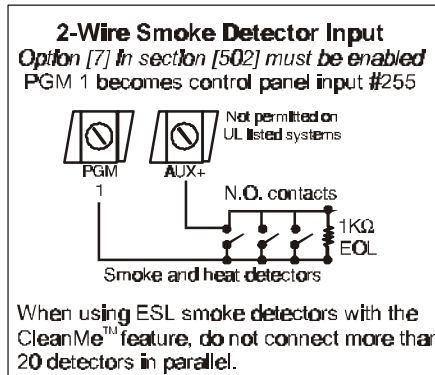 2-Wire Smoke Detector Input
Option [7] in section [502] must be enabled
PGM 1 becomes control panel input #255
Not permitted on
UL listed systems
PGM
1
AUX+
N.O. contacts
1KΩ
EOL
Smoke and heat detectors
When using ESL smoke detectors with the
CleanMe™ feature, do not connect more than
20 detectors in parallel.